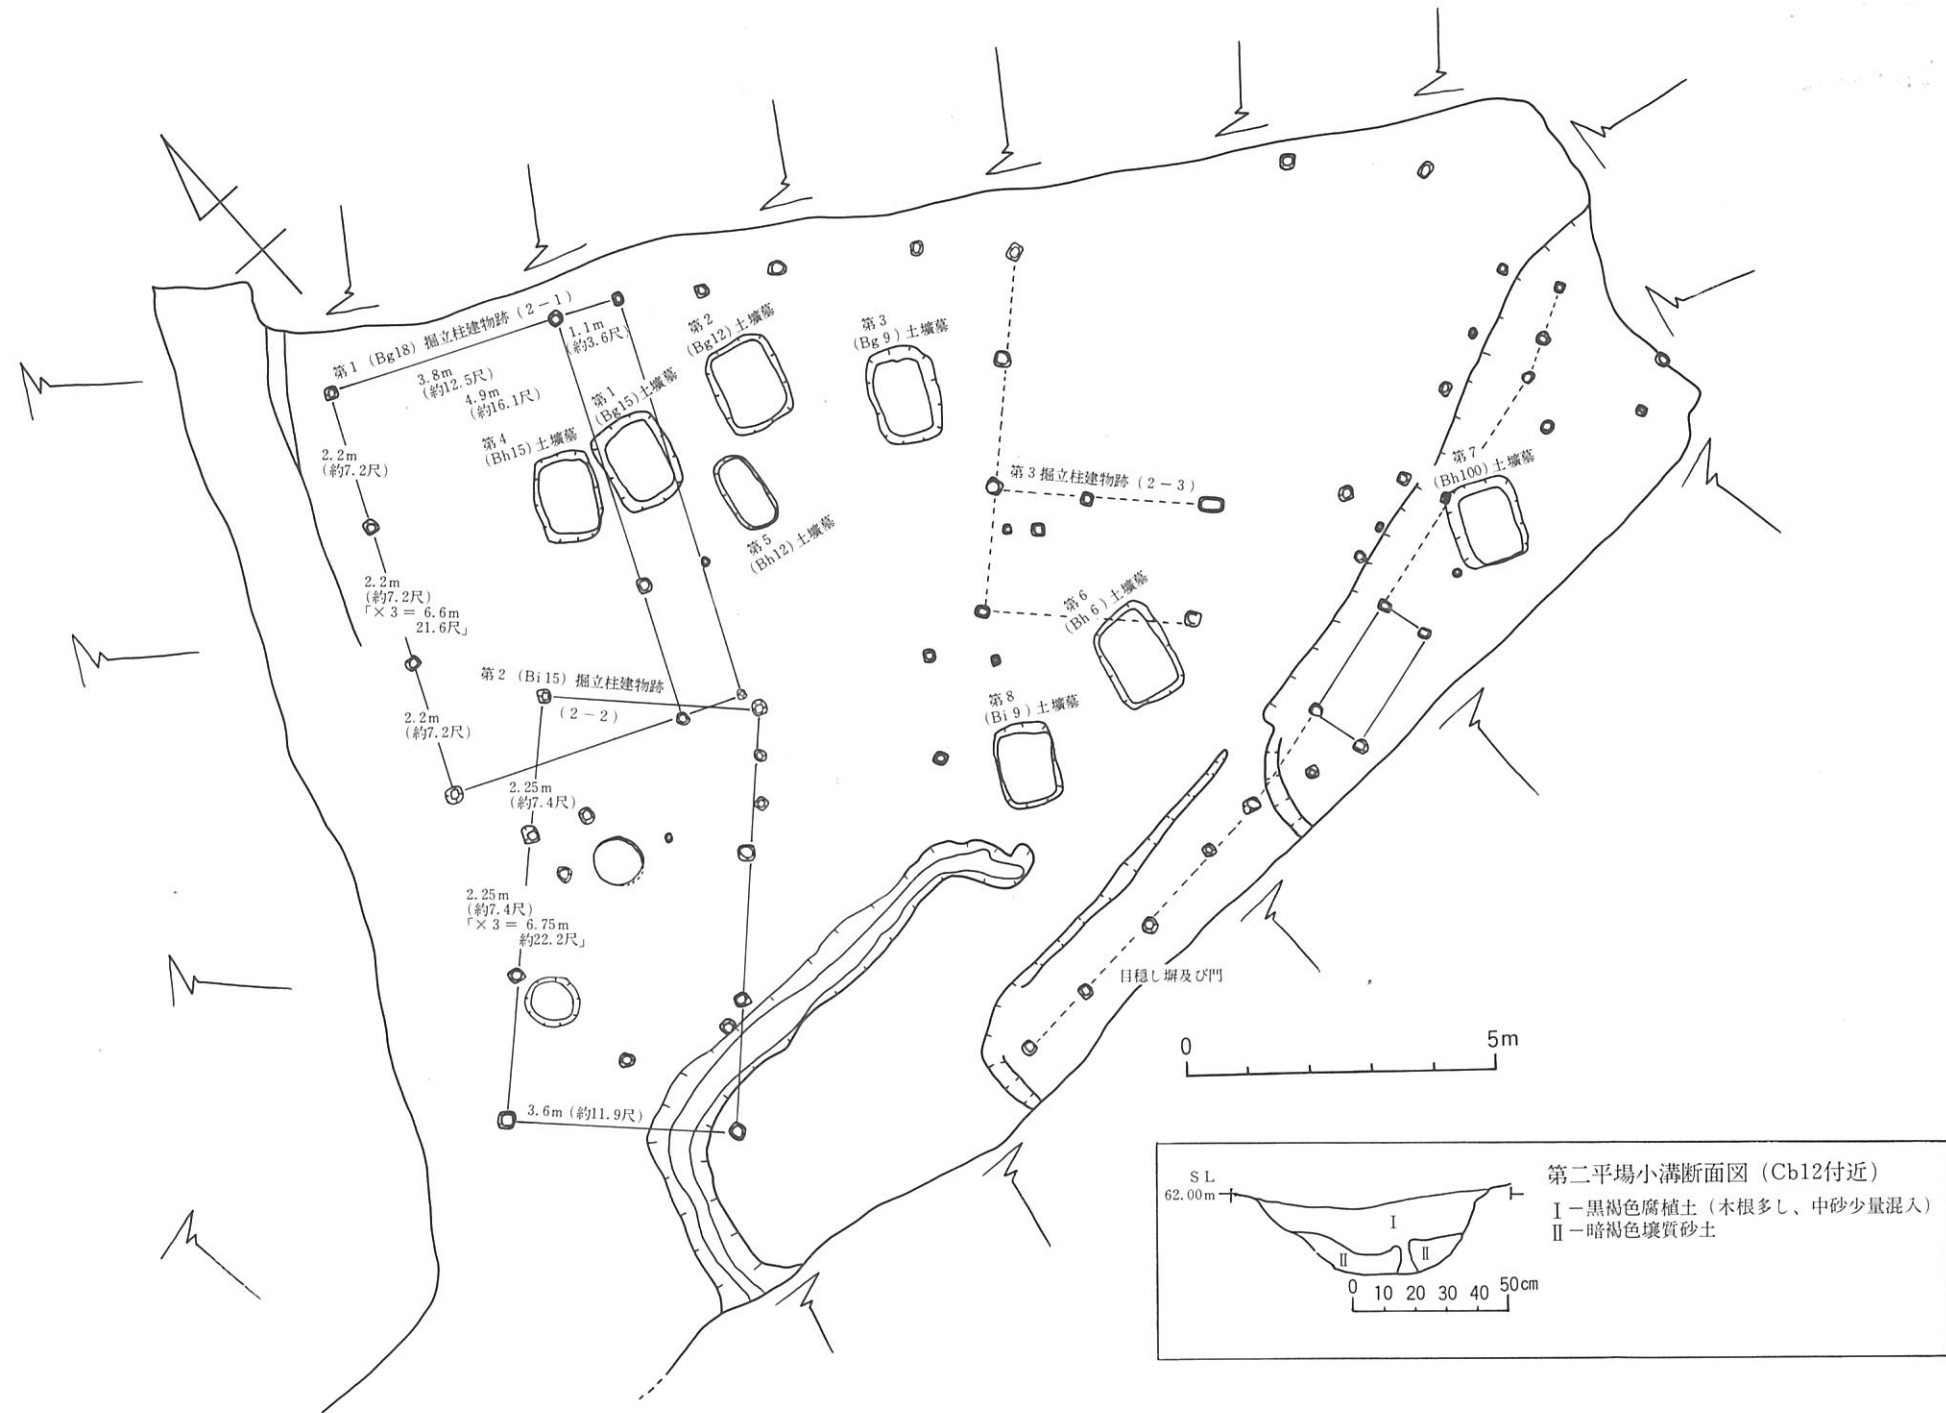 第1（Bg18）掘立柱建物跡（2－1）
1.1m
（約3.6尺）
3.8m
（約12.5尺）
4.9m
（約16.1尺）
第2
（Bg12）土壙墓
第3
（Bg9）土壙墓
第1
（Bg15）土壙墓
第4
（Bh15）土壙墓
2.2m
（約7.2尺）
第5
（Bh12）土壙墓
第3掘立柱建物跡（2－3）
第7
（Bh100）土壙墓
2.2m
（約7.2尺）
「×3＝6.6m
21.6尺」
第6
（Bh6）土壙墓
第2（Bi15）掘立柱建物跡
（2－2）
2.2m
（約7.2尺）
第8
（Bi9）土壙墓
2.25m
（約7.4尺）
2.25m
（約7.4尺）
「×3＝6.75m
約22.2尺」
目穏し塀及び門
3.6m（約11.9尺）
0 5m
第二平場小溝断面図（Cb12付近）
SL
62.00m
Ⅰ－黒褐色腐植土（木根多し、中砂少量混入）
Ⅱ－暗褐色壤質砂土
Ⅰ
Ⅱ Ⅱ
0 10 20 30 40 50cm